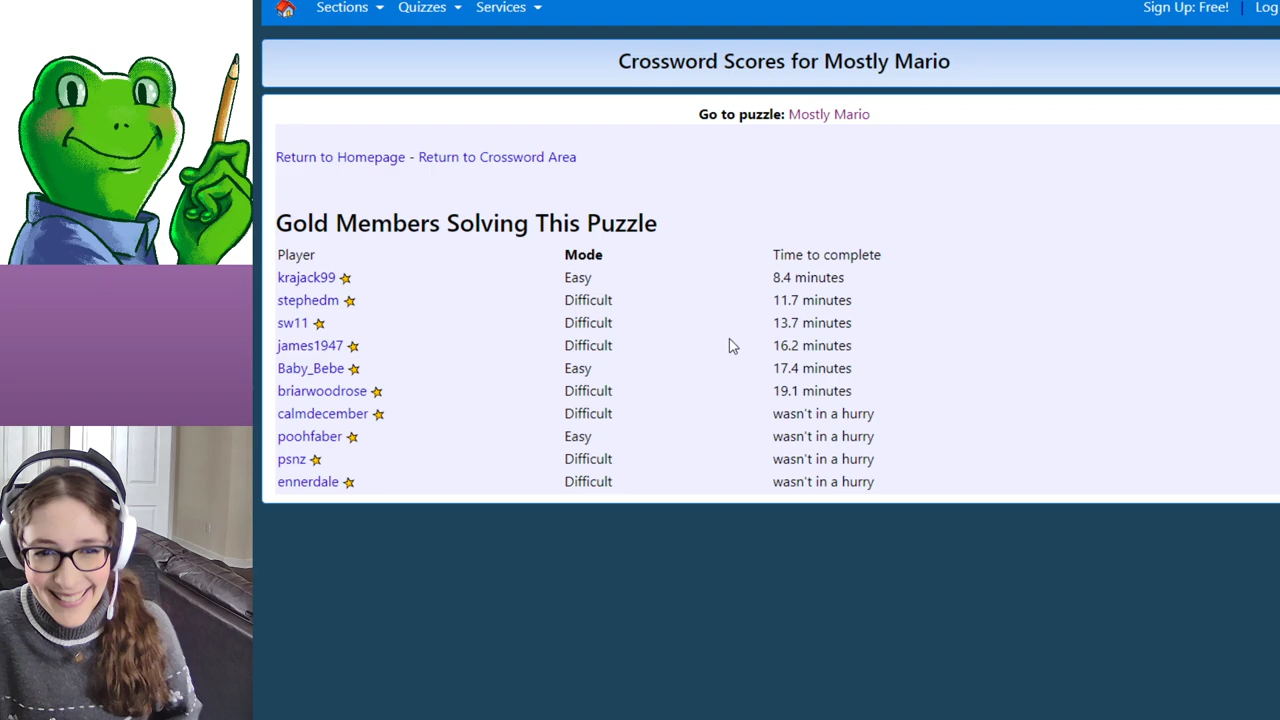 Sections Quizzes Services Sign Up: Free! | Log
Crossword Scores for Mostly Mario
Go to puzzle: Mostly Mario
Return to Homepage - Return to Crossword Area
Gold Members Solving This Puzzle
Player Mode Time to complete
krajack99 Easy 8.4 minutes
stephedm Difficult 11.7 minutes
sw11 Difficult 13.7 minutes
james1947 Difficult 16.2 minutes
Baby_Bebe Easy 17.4 minutes
briarwoodrose Difficult 19.1 minutes
calmdecember Difficult wasn't in a hurry
poohfaber Easy wasn't in a hurry
psnz Difficult wasn't in a hurry
ennerdale Difficult wasn't in a hurry